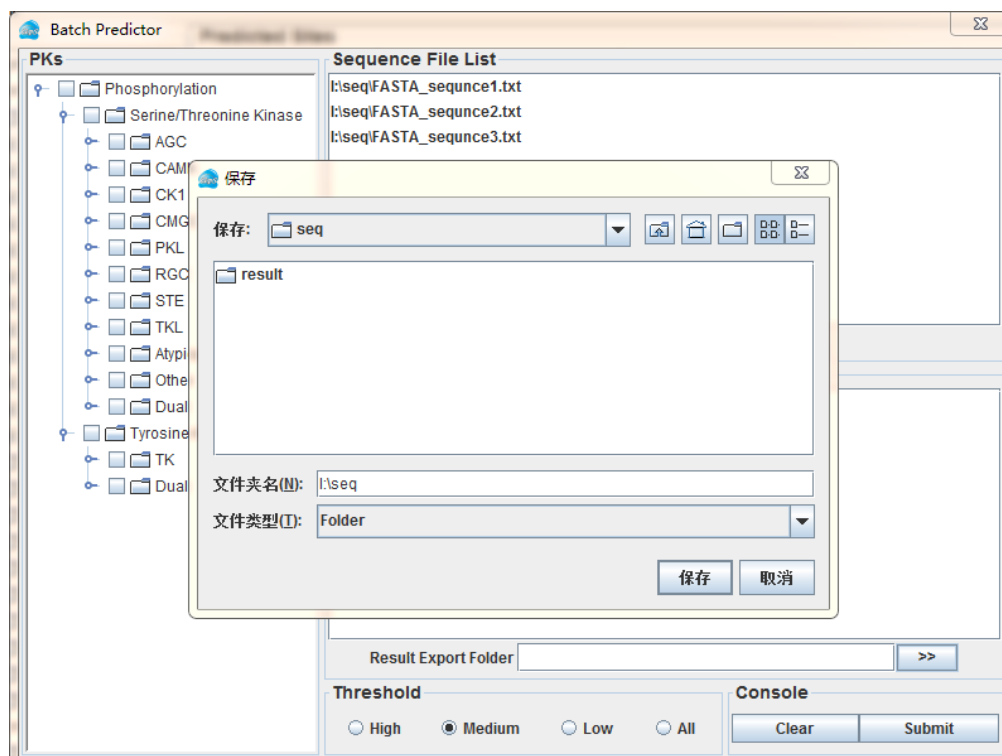 Batch Predictor
Predicted Sites
PKs
Phosphorylation
Serine/Threonine Kinase
AGC
CAM
CK1
CMG
PKL
RGC
STE
TKL
Atypi
Othe
Dual
Tyrosine
TK
Dual
Sequence File List
I:\seq\FASTA_sequnce1.txt
I:\seq\FASTA_sequnce2.txt
I:\seq\FASTA_sequnce3.txt
保存
保存: seq
result
文件夹名(N): I:\seq
文件类型(T): Folder
保存 取消
Result Export Folder >>
Threshold
High Medium Low All
Console
Clear Submit